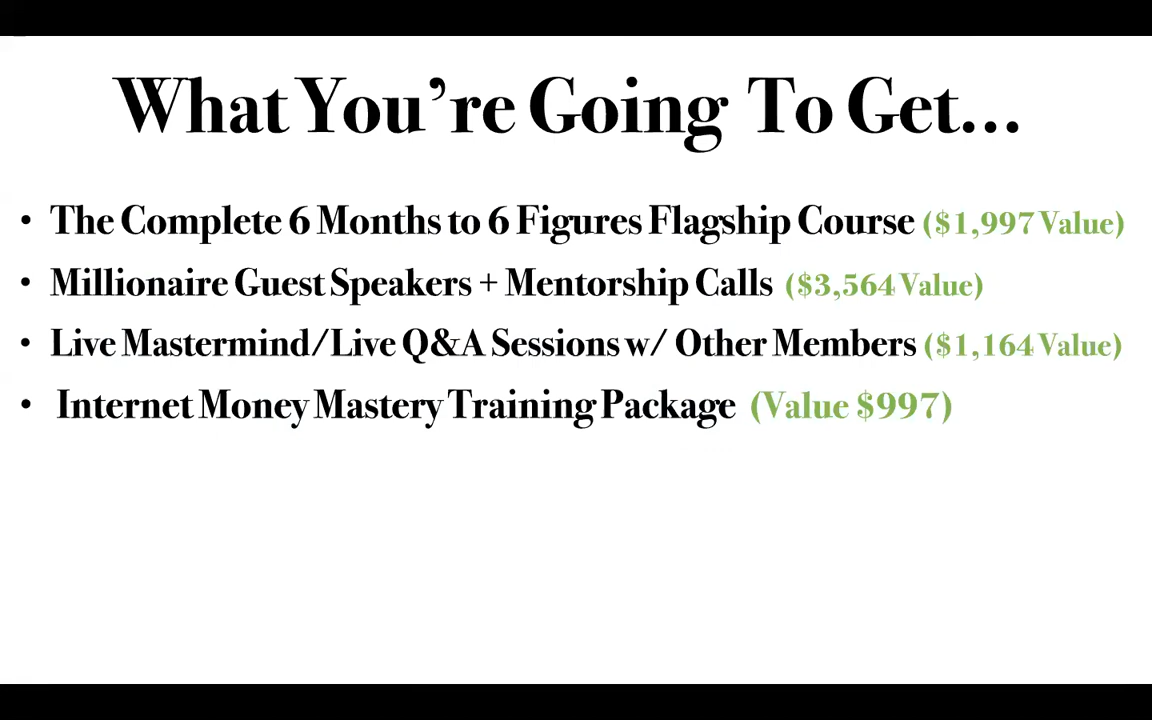 What You’re Going To Get...
• The Complete 6 Months to 6 Figures Flagship Course ($1,997 Value)
• Millionaire Guest Speakers + Mentorship Calls ($3,564 Value)
• Live Mastermind/Live Q&A Sessions w/ Other Members ($1,164 Value)
• Internet Money Mastery Training Package (Value $997)